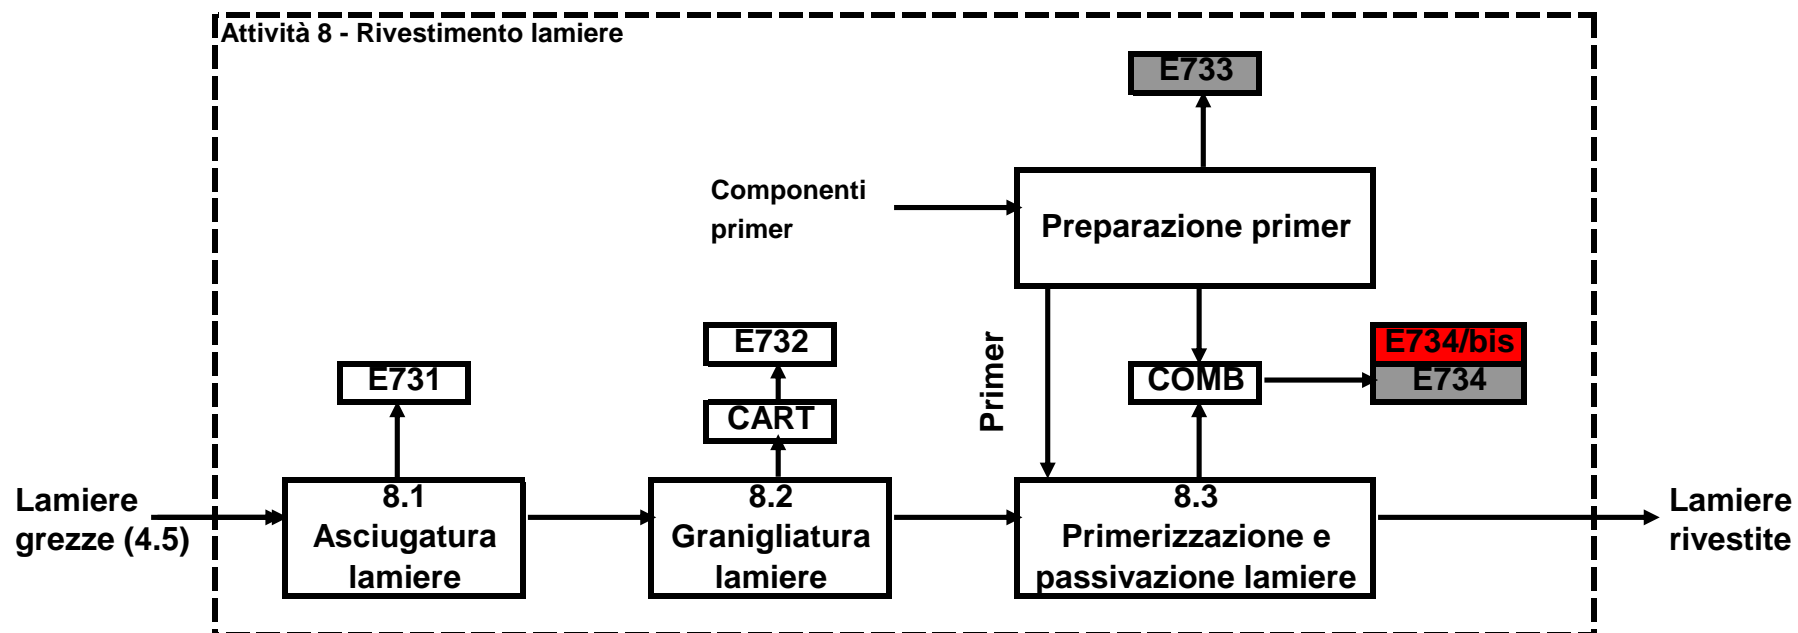 Attività 8 - Rivestimento lamiere
E733
Componenti
primer
Preparazione primer
Primer
E731
E732
CART
COMB
E734/bis
E734
Lamiere
grezze (4.5)
8.1
Asciugatura
lamiere
8.2
Granigliatura
lamiere
8.3
Primerizzazione e
passivazione lamiere
Lamiere
rivestite